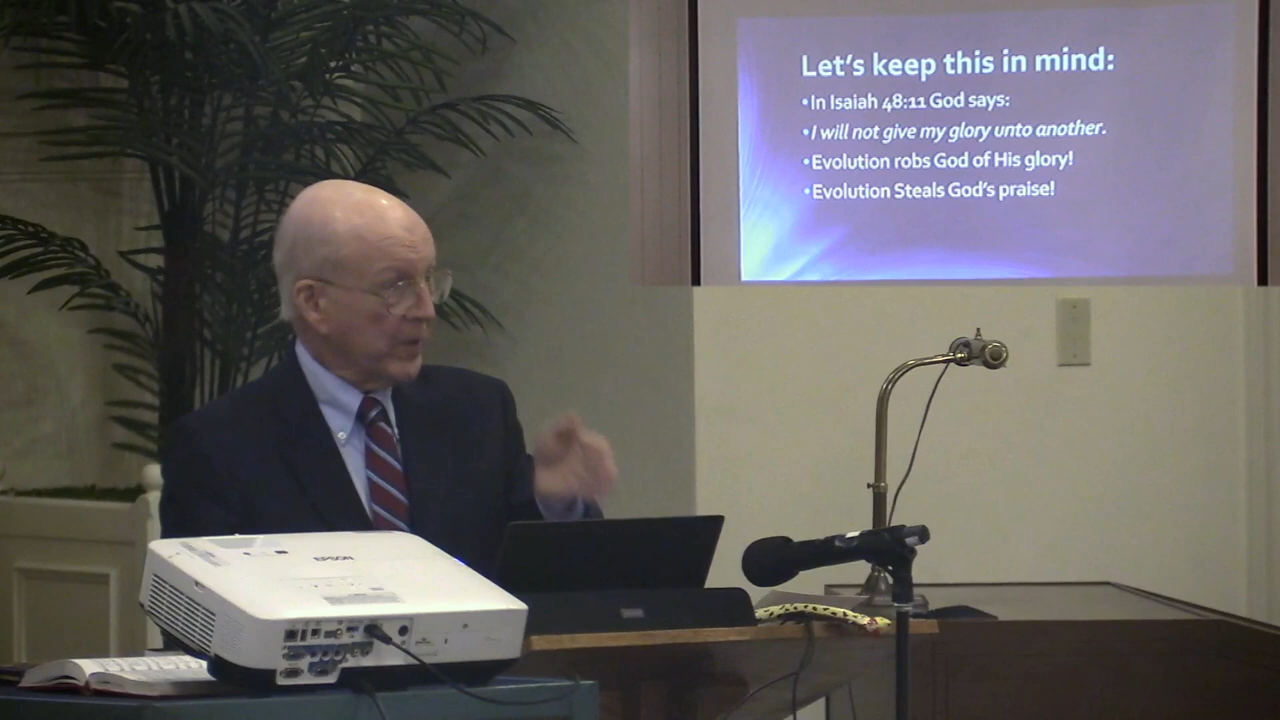 Let's keep this in mind:
•In Isaiah 48:11 God says:
•I will not give my glory unto another.
•Evolution robs God of His glory!
•Evolution Steals God's praise!
EPSON